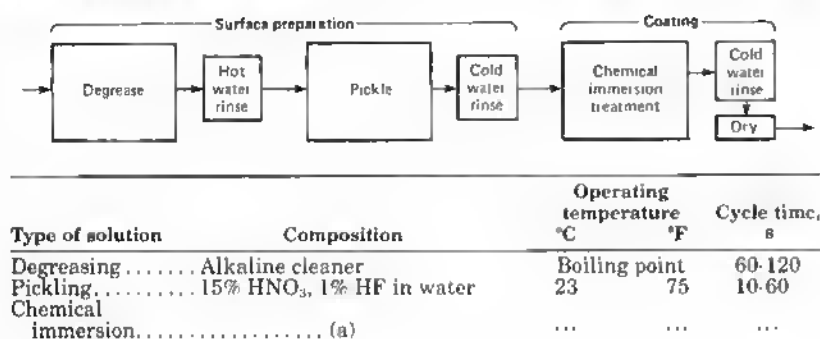 Surface preparation
Coating
Degrease
Hot
water
rinse
Pickle
Cold
water
rinse
Chemical
immersion
treatment
Cold
water
rinse
Dry
Operating
temperature
Cycle time,
Type of solution
Composition
°C
°F
s
Degreasing....... Alkaline cleaner Boiling point 60-120
Pickling.......... 15% HNO₃, 1% HF in water 23 75 10-60
Chemical
immersion.................. (a) ... ... ...